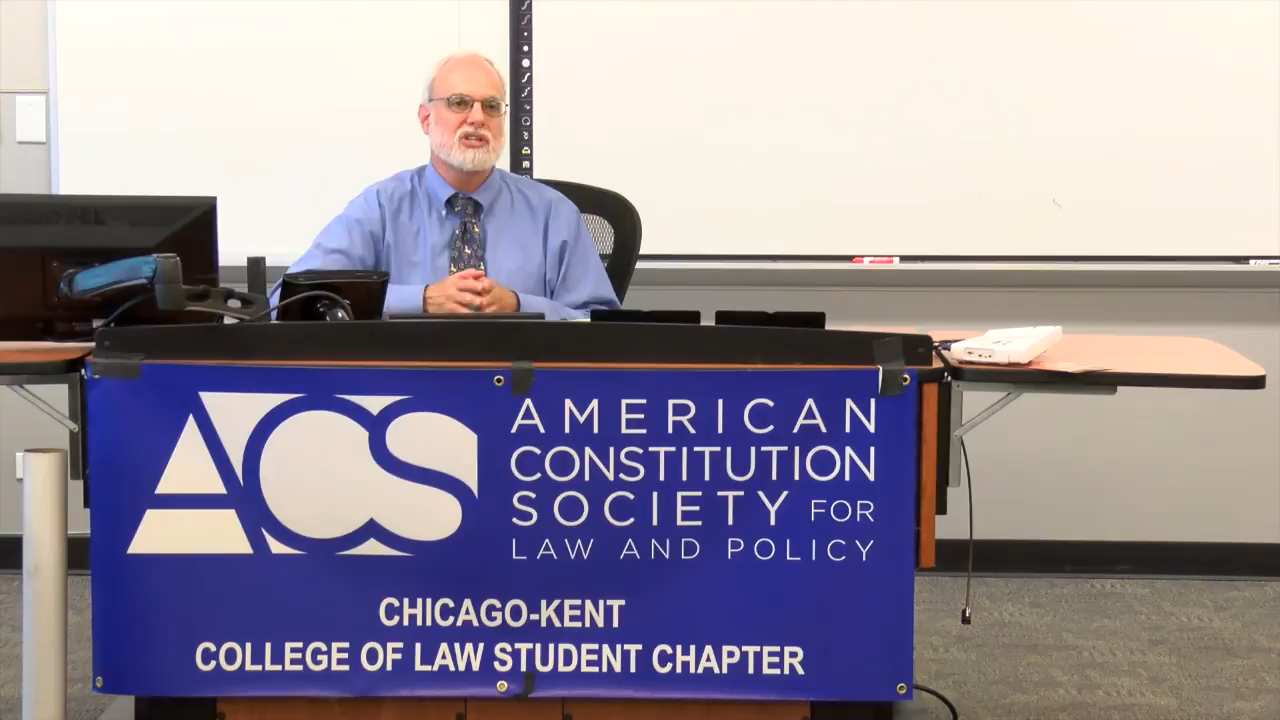 ACS
AMERICAN
CONSTITUTION
SOCIETY FOR
LAW AND POLICY
CHICAGO-KENT
COLLEGE OF LAW STUDENT CHAPTER